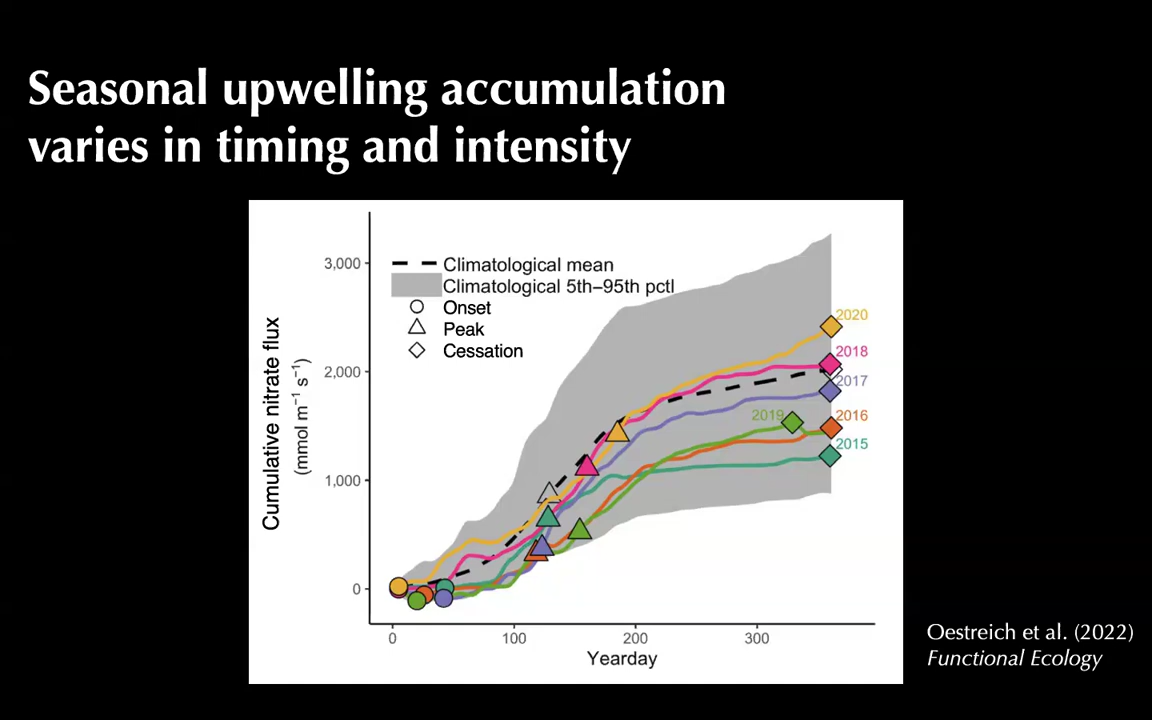 Seasonal upwelling accumulation
varies in timing and intensity
Climatological mean
Climatological 5th–95th pctl
Onset
Peak
Cessation
Cumulative nitrate flux
(mmol m⁻¹ s⁻¹)
3,000
2,000
1,000
0
2020
2018
2017
2019
2016
2015
0
100
200
300
Yearday
Oestreich et al. (2022)
Functional Ecology